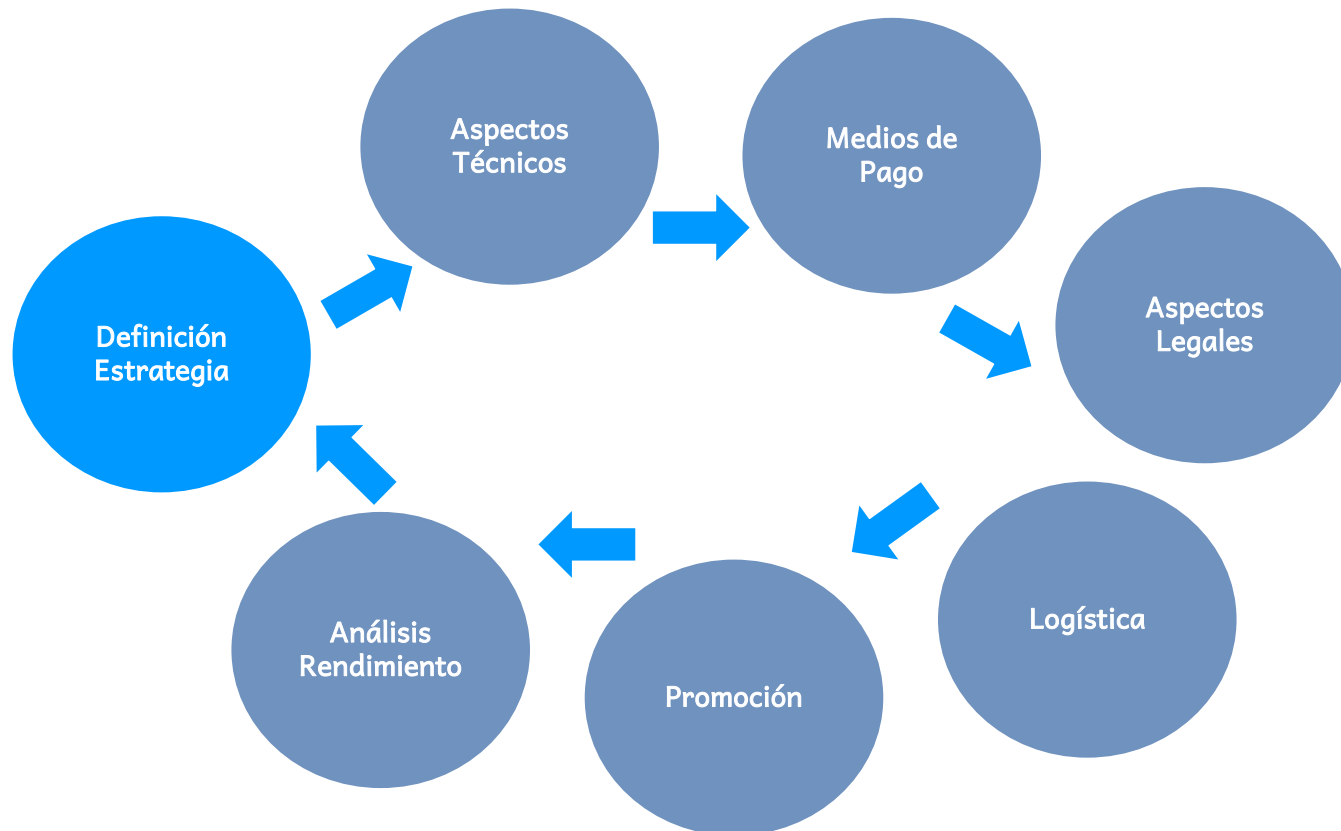 Definición
Estrategia
Aspectos
Técnicos
Medios de
Pago
Aspectos
Legales
Logística
Promoción
Análisis
Rendimiento